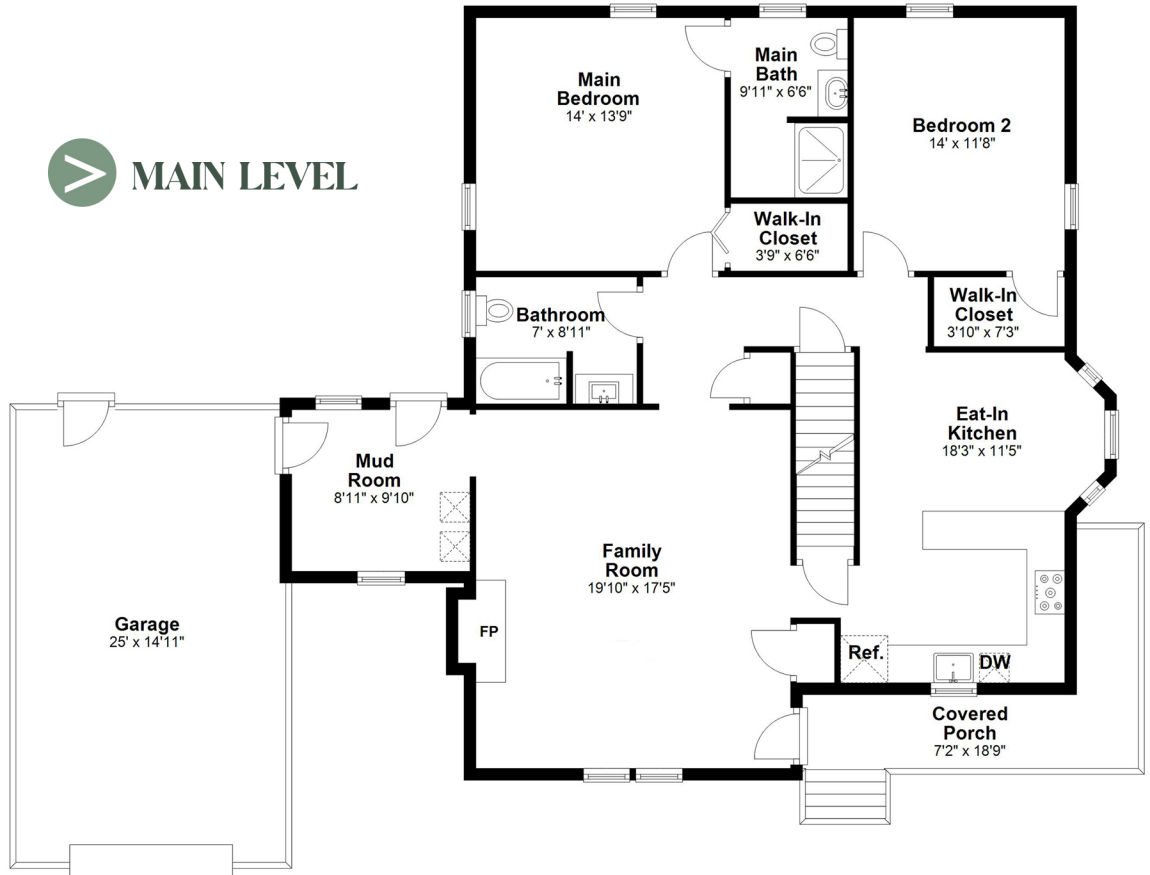 MAIN LEVEL
Main
Bedroom
14' x 13'9"
Main
Bath
9'11" x 6'6"
Bedroom 2
14' x 11'8"
Walk-In
Closet
3'9" x 6'6"
Walk-In
Closet
3'10" x 7'3"
Bathroom
7' x 8'11"
Eat-In
Kitchen
18'3" x 11'5"
Mud
Room
8'11" x 9'10"
Family
Room
19'10" x 17'5"
Garage
25' x 14'11"
FP
Ref.
DW
Covered
Porch
7'2" x 18'9"